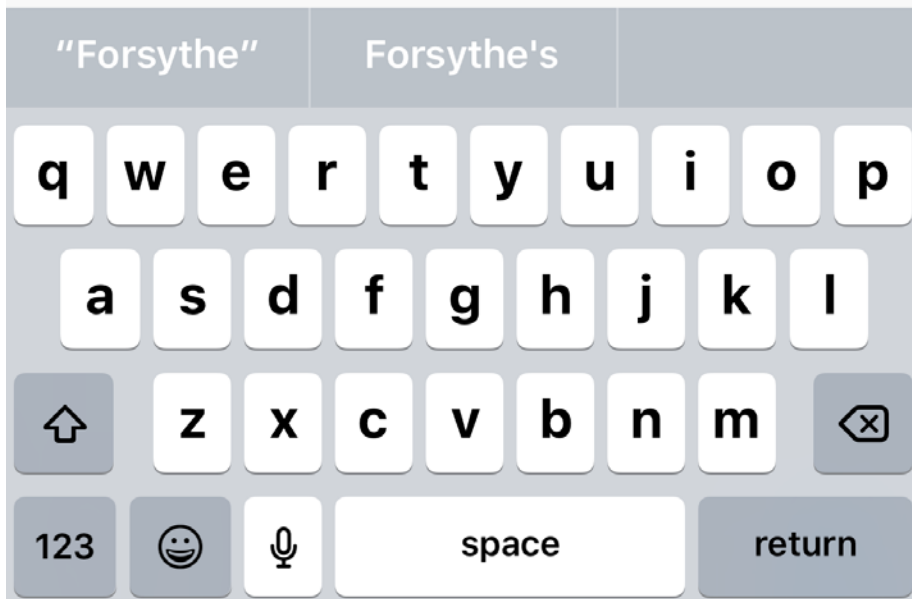 “Forsythe” Forsythe's
q w e r t y u i o p
a s d f g h j k l
z x c v b n m
123 space return